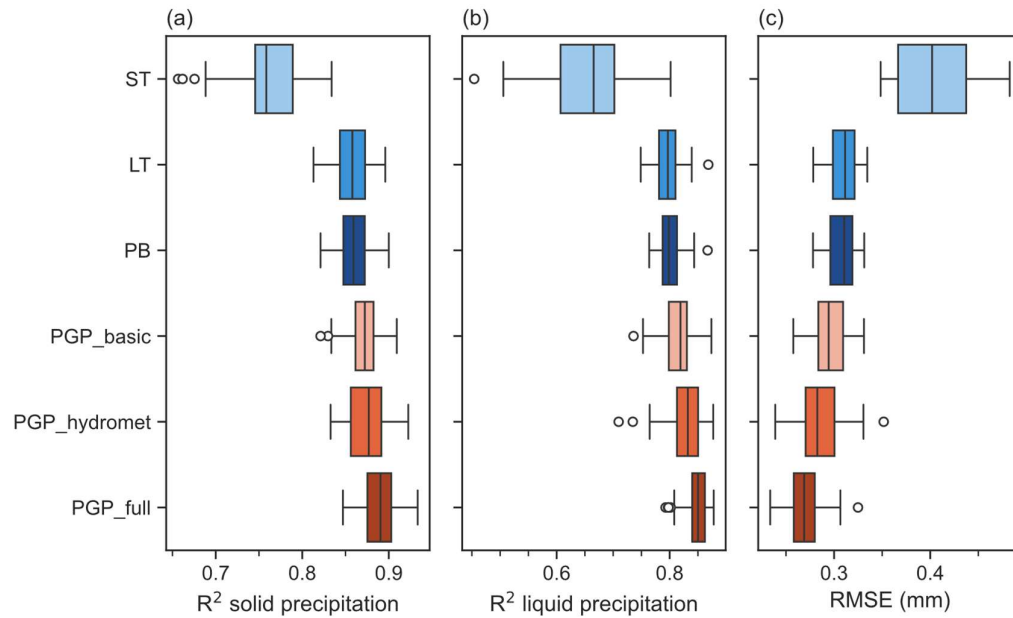 (a)
(b)
(c)
ST
LT
PB
PGP_basic
PGP_hydromet
PGP_full
0.7 0.8 0.9
0.6 0.8
0.3 0.4
R² solid precipitation
R² liquid precipitation
RMSE (mm)